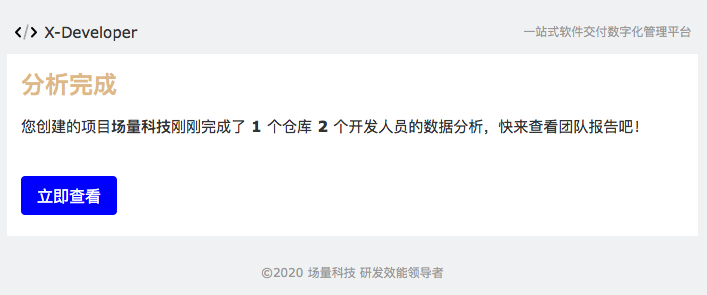 </> X-Developer
一站式软件交付数字化管理平台
分析完成
您创建的项目场量科技刚刚完成了 1 个仓库 2 个开发人员的数据分析，快来查看团队报告吧！
立即查看
©2020 场量科技 研发效能领导者